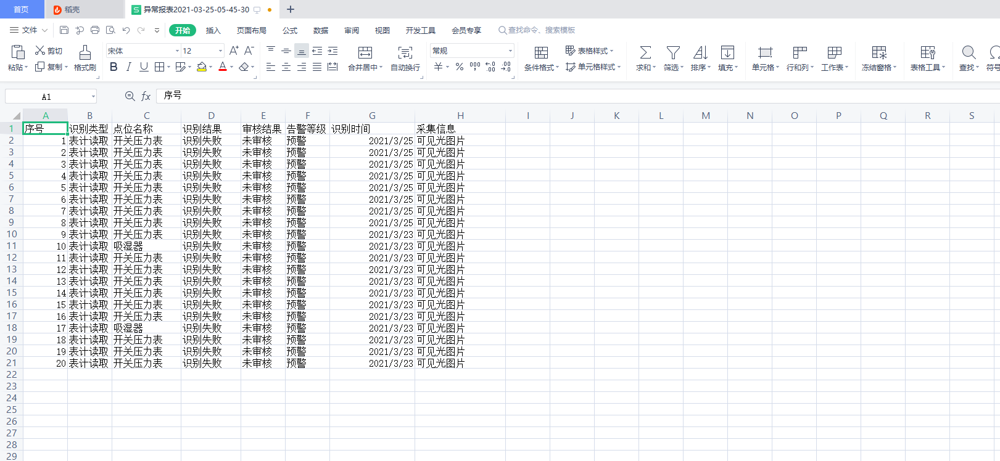 首页 稻壳 S 异常报表2021-03-25-05-45-30 +
文件 开始 插入 页面布局 公式 数据 审阅 视图 开发工具 会员专享 查找命令、搜索模板
粘贴 剪切 复制 格式刷 宋体 12 A+ A- B I U A 合并居中 自动换行 常规 ¥ % 条件格式 表格样式 单元格样式 求和 筛选 排序 填充 单元格 行和列 工作表 冻结窗格 表格工具 查找 符号
A1 fx 序号
A B C D E F G H I J K L M N O P Q R S
1 序号 识别类型 点位名称 识别结果 审核结果 告警等级 识别时间 采集信息
2 1 表计读取 开关压力表 识别失败 未审核 预警 2021/3/25 可见光图片
3 2 表计读取 开关压力表 识别失败 未审核 预警 2021/3/25 可见光图片
4 3 表计读取 开关压力表 识别失败 未审核 预警 2021/3/25 可见光图片
5 4 表计读取 开关压力表 识别失败 未审核 预警 2021/3/25 可见光图片
6 5 表计读取 开关压力表 识别失败 未审核 预警 2021/3/25 可见光图片
7 6 表计读取 开关压力表 识别失败 未审核 预警 2021/3/25 可见光图片
8 7 表计读取 开关压力表 识别失败 未审核 预警 2021/3/25 可见光图片
9 8 表计读取 开关压力表 识别失败 未审核 预警 2021/3/25 可见光图片
10 9 表计读取 开关压力表 识别失败 未审核 预警 2021/3/23 可见光图片
11 10 表计读取 吸湿器 识别失败 未审核 预警 2021/3/23 可见光图片
12 11 表计读取 开关压力表 识别失败 未审核 预警 2021/3/23 可见光图片
13 12 表计读取 开关压力表 识别失败 未审核 预警 2021/3/23 可见光图片
14 13 表计读取 开关压力表 识别失败 未审核 预警 2021/3/23 可见光图片
15 14 表计读取 开关压力表 识别失败 未审核 预警 2021/3/23 可见光图片
16 15 表计读取 开关压力表 识别失败 未审核 预警 2021/3/23 可见光图片
17 16 表计读取 开关压力表 识别失败 未审核 预警 2021/3/23 可见光图片
18 17 表计读取 吸湿器 识别失败 未审核 预警 2021/3/23 可见光图片
19 18 表计读取 开关压力表 识别失败 未审核 预警 2021/3/23 可见光图片
20 19 表计读取 开关压力表 识别失败 未审核 预警 2021/3/23 可见光图片
21 20 表计读取 开关压力表 识别失败 未审核 预警 2021/3/23 可见光图片
22
23
24
25
26
27
28
29